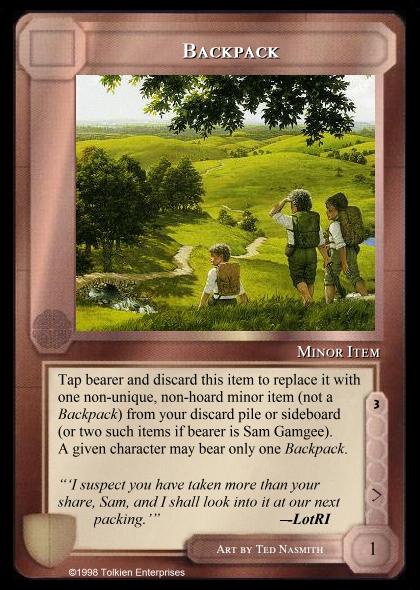 BACKPACK
MINOR ITEM
Tap bearer and discard this item to replace it with
one non-unique, non-hoard minor item (not a
Backpack) from your discard pile or sideboard
(or two such items if bearer is Sam Gamgee).
A given character may bear only one Backpack.
3
“‘I suspect you have taken more than your
share, Sam, and I shall look into it at our next
packing.’” —LotRI
ART BY TED NASMITH
1
©1998 Tolkien Enterprises